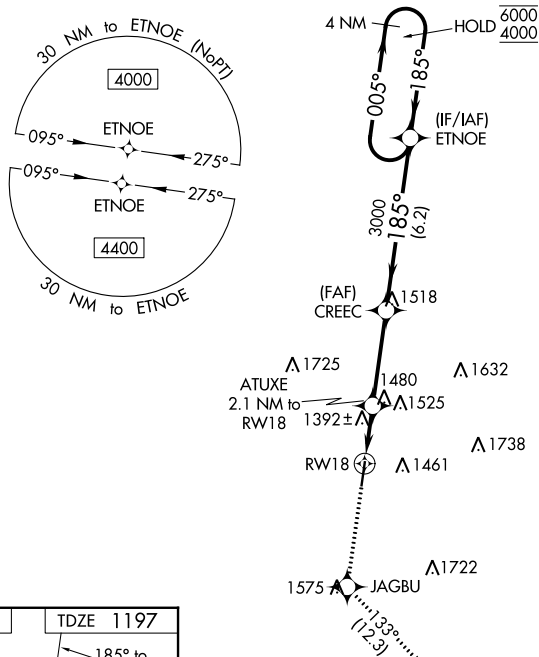 30 NM to ETNOE (NoPT)
4000
ETNOE
095°
275°
095°
275°
ETNOE
4400
30 NM to ETNOE
4 NM
HOLD 6000
4000
005°
185°
(IF/IAF)
ETNOE
3000
185°
(6.2)
(FAF)
CREEC
1518
1725
1632
ATUXE
2.1 NM to
RW18
1480
1525
1392±
1738
RW18
1461
1722
1575
JAGBU
133°
(12.3)
TDZE 1197
185° to